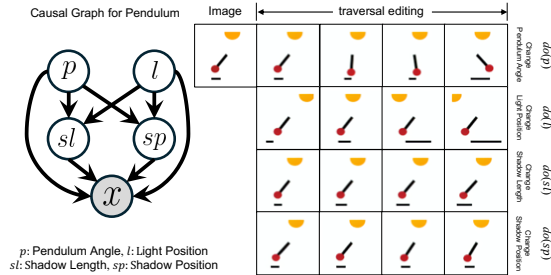 Causal Graph for Pendulum
Image
traversal editing
p
l
sl
sp
x
Change
Pendulum Angle
do(p)
Change
Light Position
do(l)
Change
Shadow Length
do(sl)
Change
Shadow Position
do(sp)
p: Pendulum Angle, l: Light Position
sl: Shadow Length, sp: Shadow Position